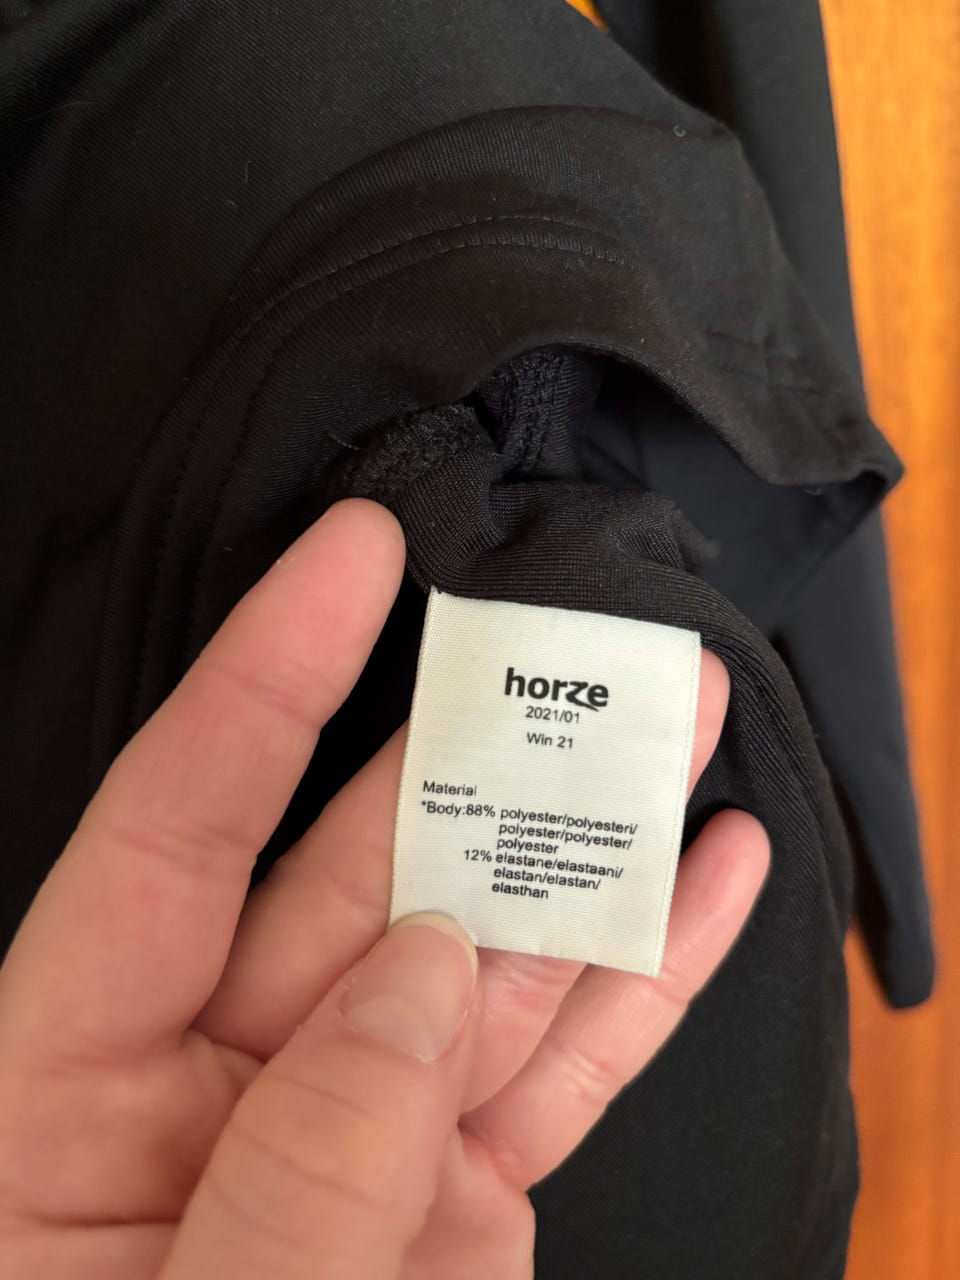 horze
2021/01
Win 21
Material
*Body:88% polyester/polyesteri/
polyester/polyester/
polyester
12% elastane/elastaani/
elastan/elastan/
elasthan